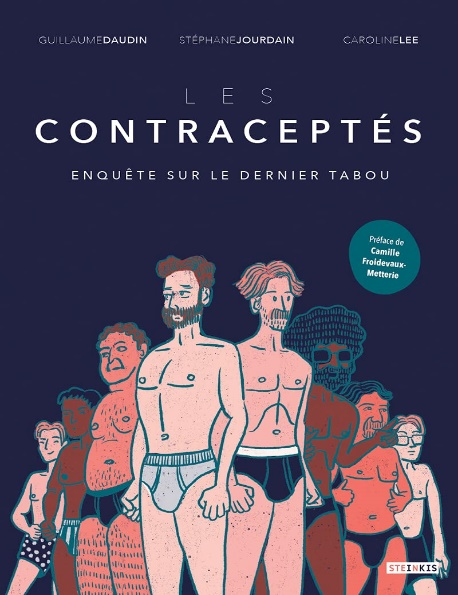 GUILLAUMEDAUDIN STÉPHANEJOURDAIN CAROLINELEE
LES
CONTRACEPTÉS
ENQUÊTE SUR LE DERNIER TABOU
Préface de
Camille
Froidevaux-
Metterie
STEINKIS